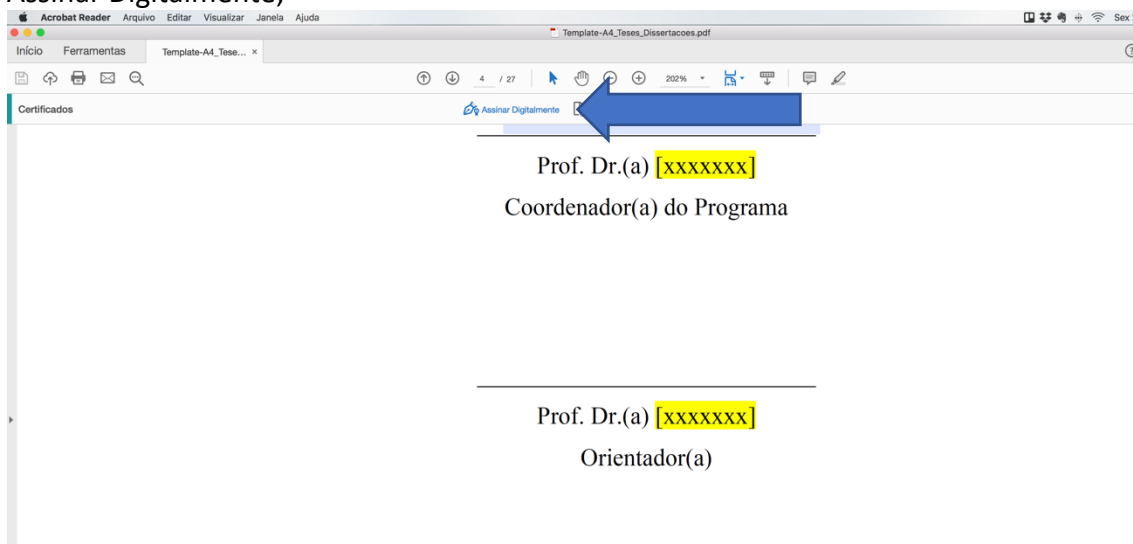 Assinar Digitalmente,
Acrobat Reader Arquivo Editar Visualizar Janela Ajuda
Sex
Template-A4_Teses_Dissertacoes.pdf
Início Ferramentas Template-A4_Tese... ×
4 / 27 202%
Certificados Assinar Digitalmente
Prof. Dr.(a) [xxxxxxx]
Coordenador(a) do Programa
Prof. Dr.(a) [xxxxxxx]
Orientador(a)